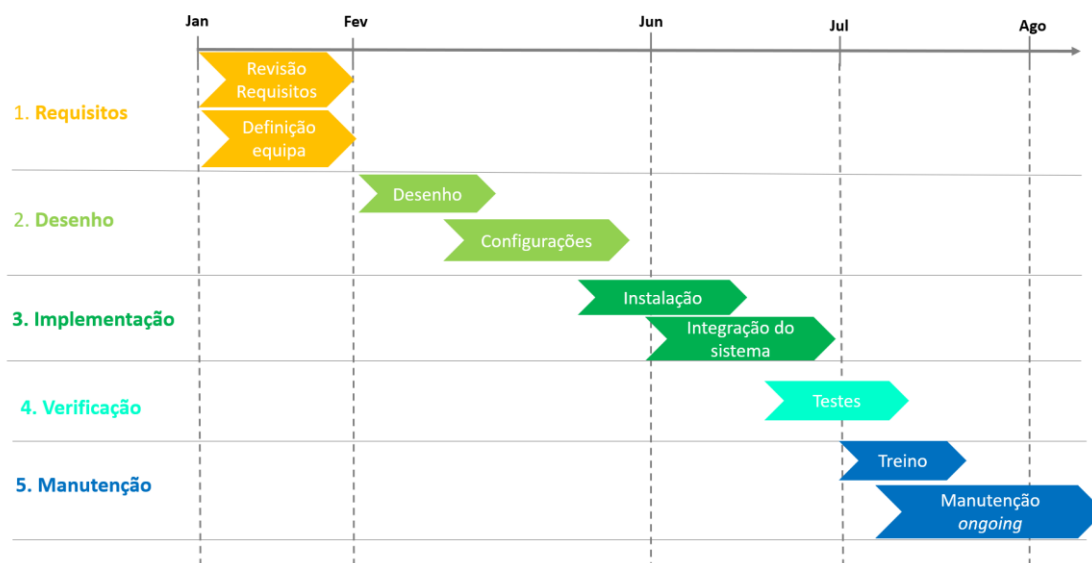 Jan
Fev
Jun
Jul
Ago
1. Requisitos
Revisão
Requisitos
Definição
equipa
2. Desenho
Desenho
Configurações
3. Implementação
Instalação
Integração do
sistema
4. Verificação
Testes
5. Manutenção
Treino
Manutenção
ongoing